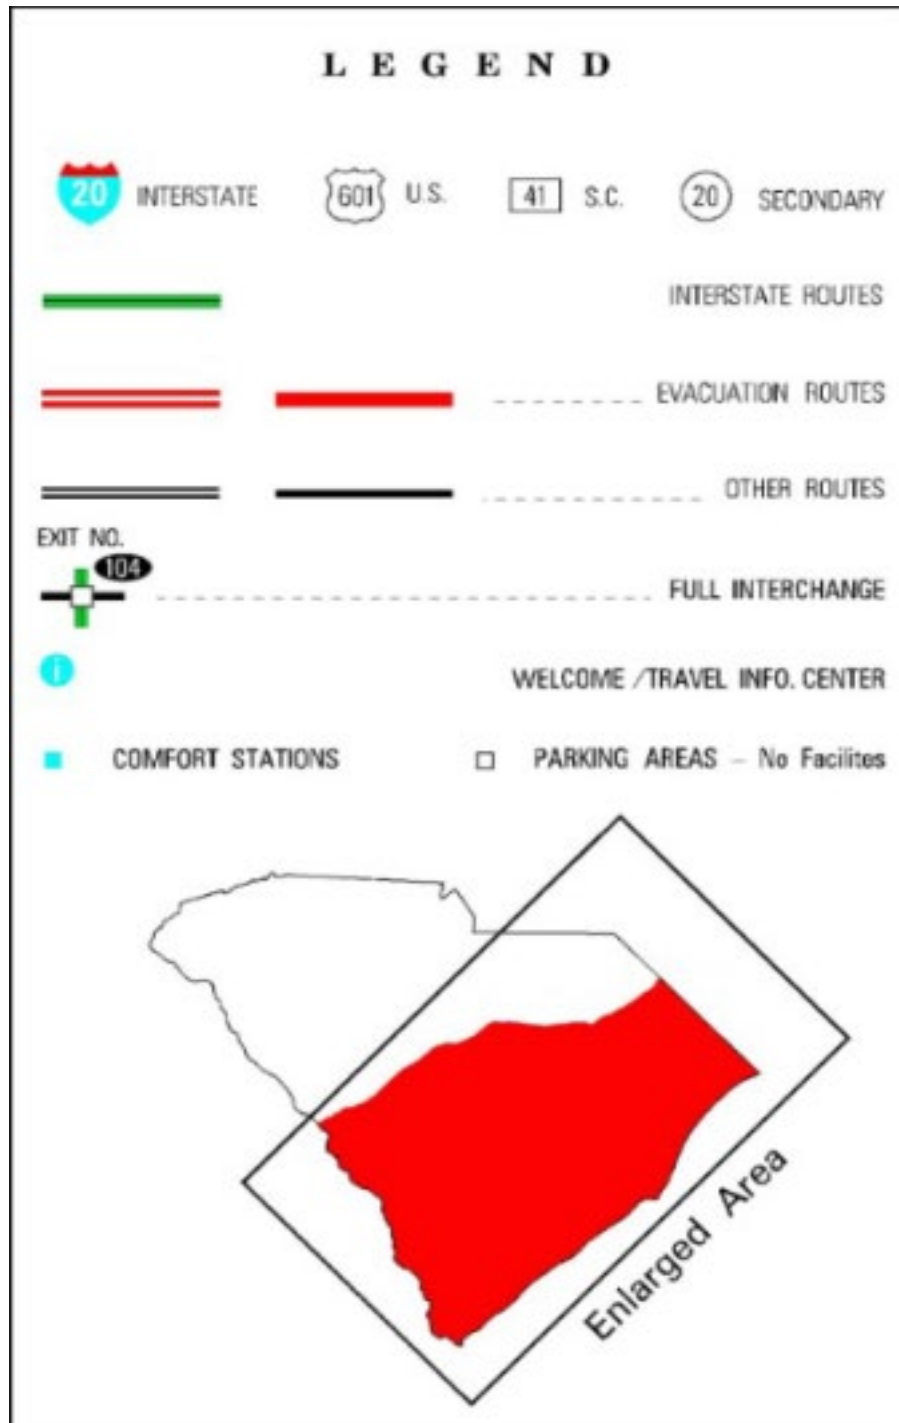 LEGEND
20 INTERSTATE 601 U.S. 41 S.C. 20 SECONDARY
INTERSTATE ROUTES
EVACUATION ROUTES
OTHER ROUTES
EXIT NO.
104
FULL INTERCHANGE
i WELCOME / TRAVEL INFO. CENTER
COMFORT STATIONS PARKING AREAS - No Facilites
Enlarged Area